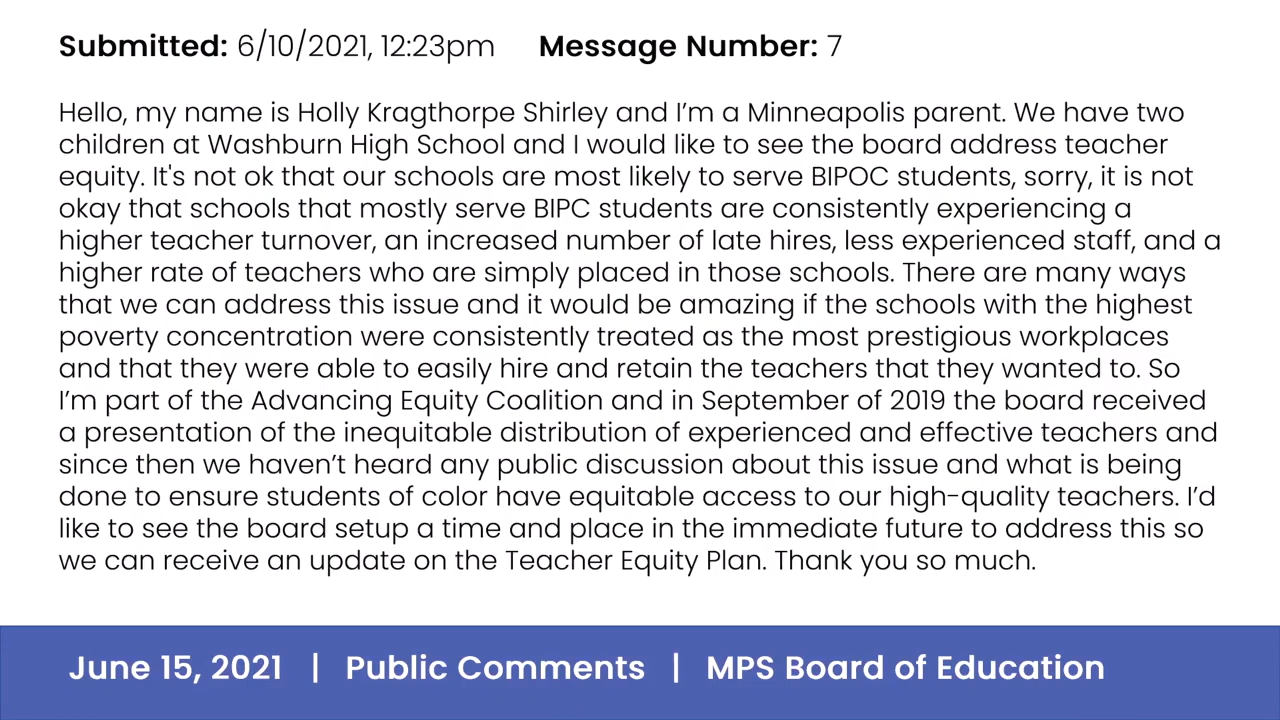 Submitted: 6/10/2021, 12:23pm Message Number: 7
Hello, my name is Holly Kragthorpe Shirley and I’m a Minneapolis parent. We have two
children at Washburn High School and I would like to see the board address teacher
equity. It's not ok that our schools are most likely to serve BIPOC students, sorry, it is not
okay that schools that mostly serve BIPC students are consistently experiencing a
higher teacher turnover, an increased number of late hires, less experienced staff, and a
higher rate of teachers who are simply placed in those schools. There are many ways
that we can address this issue and it would be amazing if the schools with the highest
poverty concentration were consistently treated as the most prestigious workplaces
and that they were able to easily hire and retain the teachers that they wanted to. So
I’m part of the Advancing Equity Coalition and in September of 2019 the board received
a presentation of the inequitable distribution of experienced and effective teachers and
since then we haven’t heard any public discussion about this issue and what is being
done to ensure students of color have equitable access to our high-quality teachers. I’d
like to see the board setup a time and place in the immediate future to address this so
we can receive an update on the Teacher Equity Plan. Thank you so much.
June 15, 2021 | Public Comments | MPS Board of Education